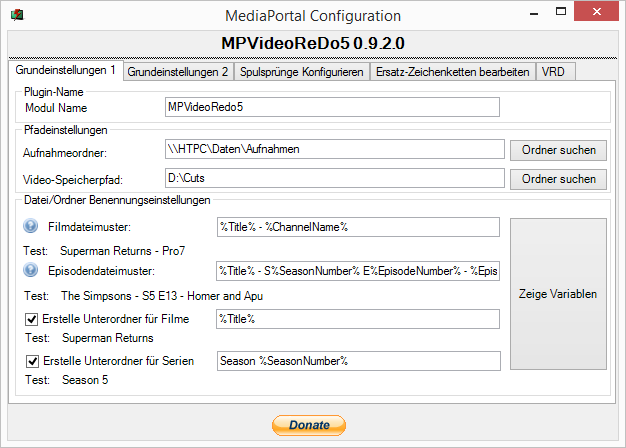 MediaPortal Configuration
MPVideoReDo5 0.9.2.0
Grundeinstellungen 1 Grundeinstellungen 2 Spulsprünge Konfigurieren Ersatz-Zeichenketten bearbeiten VRD
Plugin-Name
Modul Name MPVideoRedo5
Pfadeinstellungen
Aufnahmeordner: \\HTPC\Daten\Aufnahmen Ordner suchen
Video-Speicherpfad: D:\Cuts Ordner suchen
Datei/Ordner Benennungseinstellungen
Filmdateimuster: %Title% - %ChannelName%
Test: Superman Returns - Pro7
Episodendateimuster: %Title% - S%SeasonNumber% E%EpisodeNumber% - %Epis
Zeige Variablen
Test: The Simpsons - S5 E13 - Homer and Apu
Erstelle Unterordner für Filme %Title%
Test: Superman Returns
Erstelle Unterordner für Serien Season %SeasonNumber%
Test: Season 5
Donate